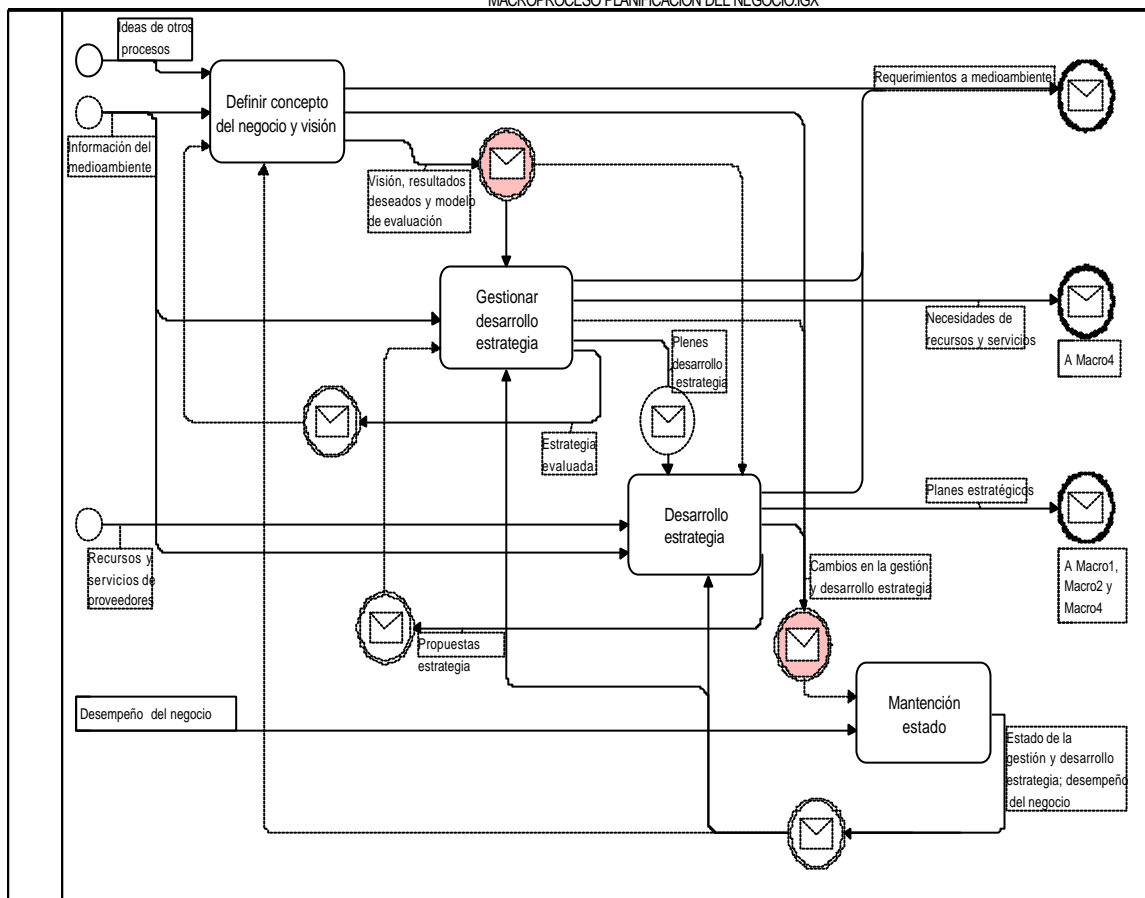 MACROPROCESO PLANIFICACIÓN DEL NEGOCIO.IGX
Ideas de otros
procesos
Definir concepto
del negocio y visión
Requerimientos a medioambiente
Información del
medioambiente
Visión, resultados
deseados y modelo
de evaluación
Gestionar
desarrollo
estrategia
Necesidades de
recursos y servicios
A Macro4
Plenes
desarrollo
estrategia
Estrategia
evaluada
Desarrollo
estrategia
Planes estratégicos
A Macro1,
Macro2 y
Macro4
Recursos y
servicios de
proveedores
Cambios en la gestión
y desarrollo estrategia
Propuestas
estrategia
Desempeño del negocio
Mantención
estado
Estado de la
gestión y desarrollo
estrategia; desempeño
del negocio